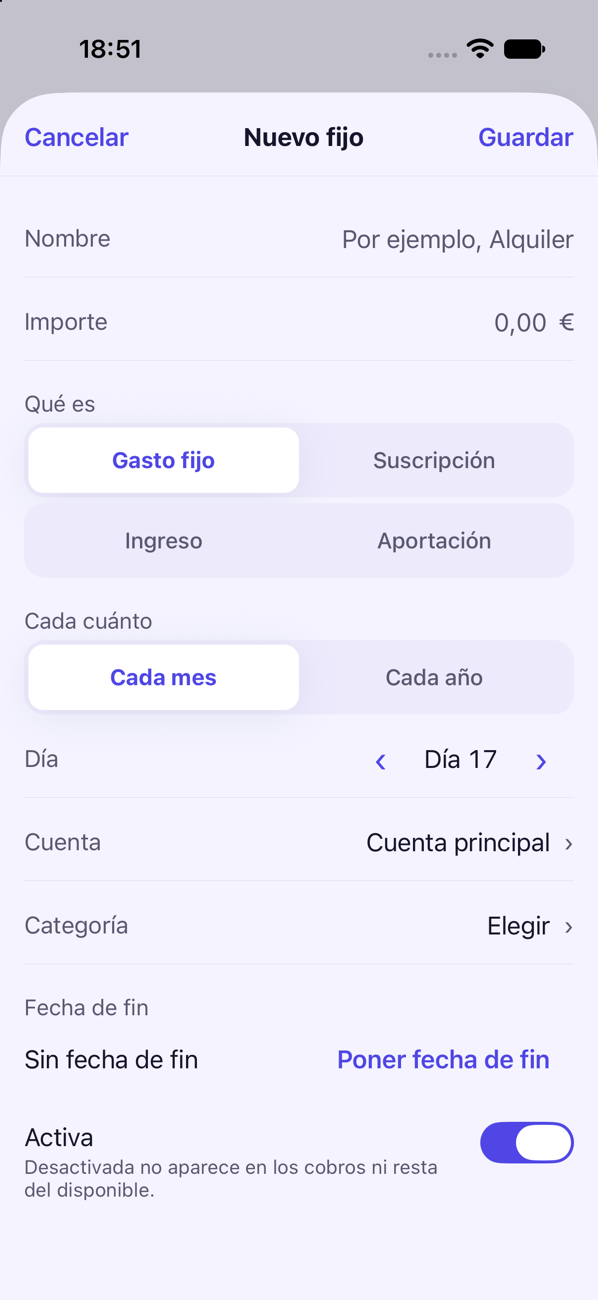 18:51
Cancelar Nuevo fijo Guardar
Nombre Por ejemplo, Alquiler
Importe 0,00 €
Qué es
Gasto fijo Suscripción
Ingreso Aportación
Cada cuánto
Cada mes Cada año
Día ‹ Día 17 ›
Cuenta Cuenta principal ›
Categoría Elegir ›
Fecha de fin
Sin fecha de fin Poner fecha de fin
Activa
Desactivada no aparece en los cobros ni resta
del disponible.